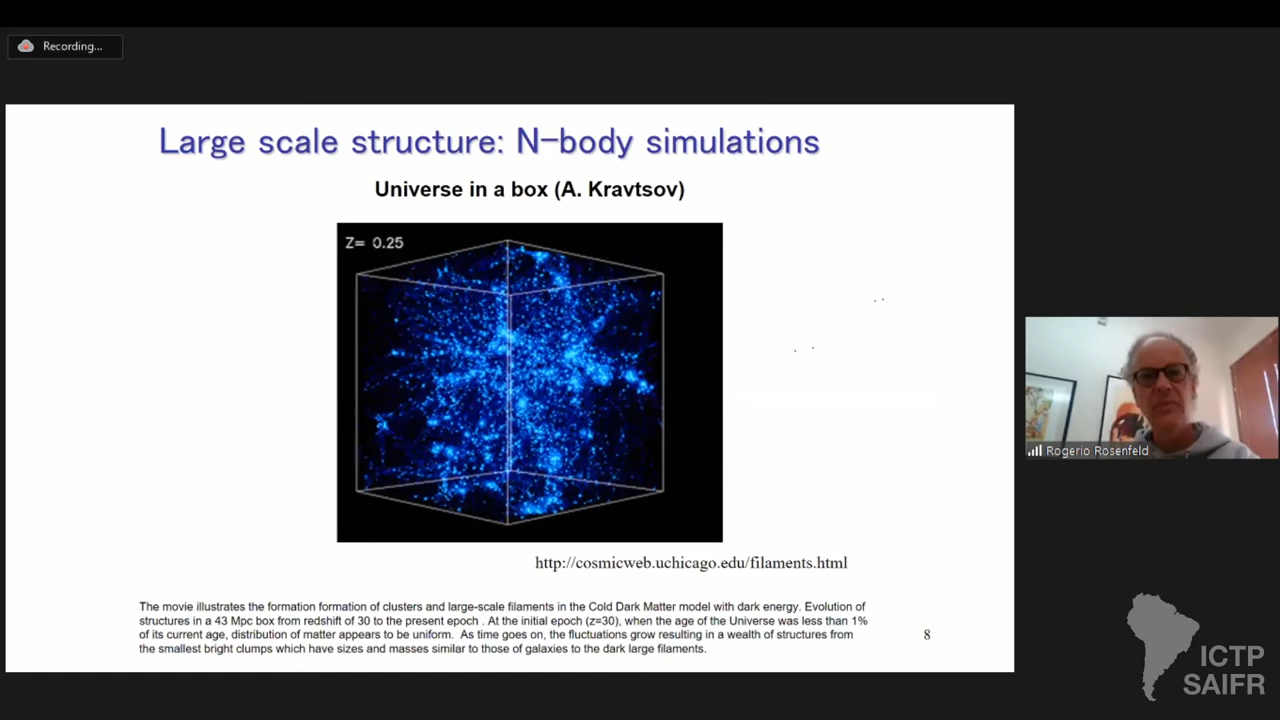 Recording...
Large scale structure: N-body simulations
Universe in a box (A. Kravtsov)
Z= 0.25
http://cosmicweb.uchicago.edu/filaments.html
The movie illustrates the formation formation of clusters and large-scale filaments in the Cold Dark Matter model with dark energy. Evolution of
structures in a 43 Mpc box from redshift of 30 to the present epoch . At the initial epoch (z=30), when the age of the Universe was less than 1%
of its current age, distribution of matter appears to be uniform. As time goes on, the fluctuations grow resulting in a wealth of structures from
the smallest bright clumps which have sizes and masses similar to those of galaxies to the dark large filaments.
8
Rogerio Rosenfeld
ICTP
SAIFR